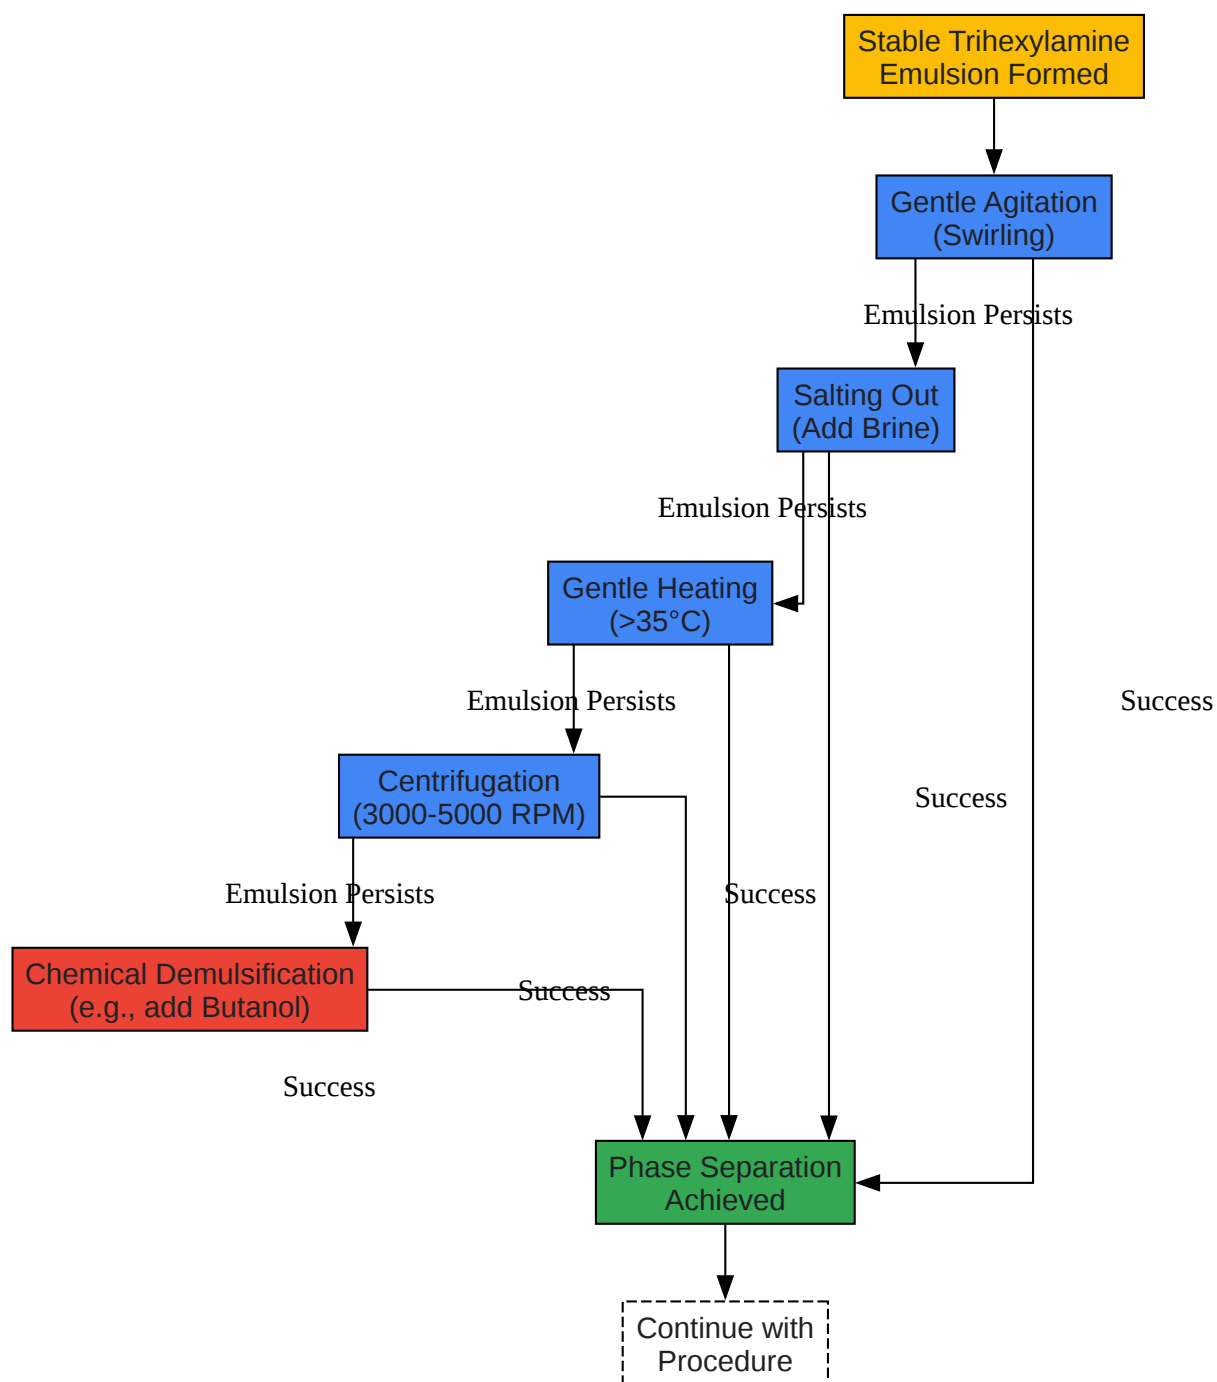 Stable Trihexylamine
Emulsion Formed
Gentle Agitation
(Swirling)
Emulsion Persists
Salting Out
(Add Brine)
Emulsion Persists
Gentle Heating
(>35°C)
Emulsion Persists
Success
Centrifugation
(3000-5000 RPM)
Success
Emulsion Persists
Success
Chemical Demulsification
(e.g., add Butanol)
Success
Success
Phase Separation
Achieved
Continue with
Procedure